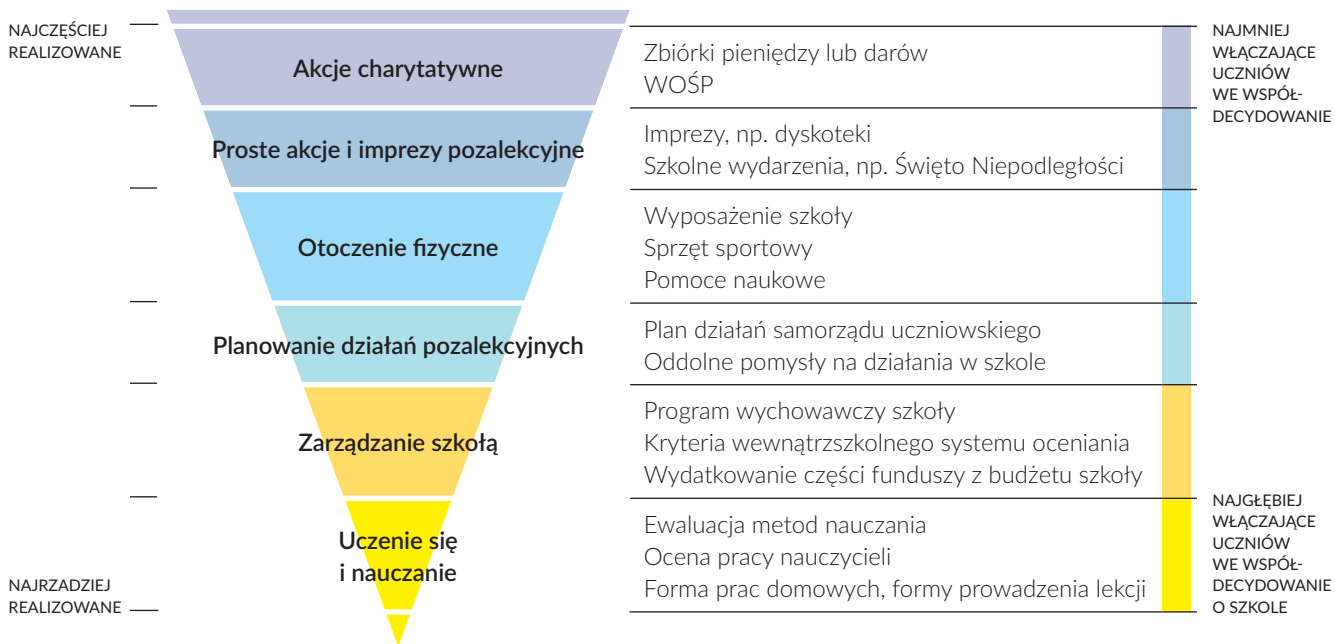 NAJCZĘŚCIEJ
REALIZOWANE
Akcje charytatywne
Zbiórki pieniędzy lub darów
WOŚP
NAJMNIEJ
WŁĄCZAJĄCE
UCZNIÓW
WE WSPÓŁ-
DECYDOWANIE
Proste akcje i imprezy pozalekcyjne
Imprezy, np. dyskoteki
Szkolne wydarzenia, np. Święto Niepodległości
Otoczenie fizyczne
Wyposażenie szkoły
Sprzęt sportowy
Pomoce naukowe
Planowanie działań pozalekcyjnych
Plan działań samorządu uczniowskiego
Oddolne pomysły na działania w szkole
Zarządzanie szkołą
Program wychowawczy szkoły
Kryteria wewnątrzszkolnego systemu oceniania
Wydatkowanie części funduszy z budżetu szkoły
Uczenie się
i nauczanie
Ewaluacja metod nauczania
Ocena pracy nauczycieli
Forma prac domowych, formy prowadzenia lekcji
NAJGŁĘBIEJ
WŁĄCZAJĄCE
UCZNIÓW
WE WSPÓŁ-
DECYDOWANIE
O SZKOLE
NAJRZADZIEJ
REALIZOWANE